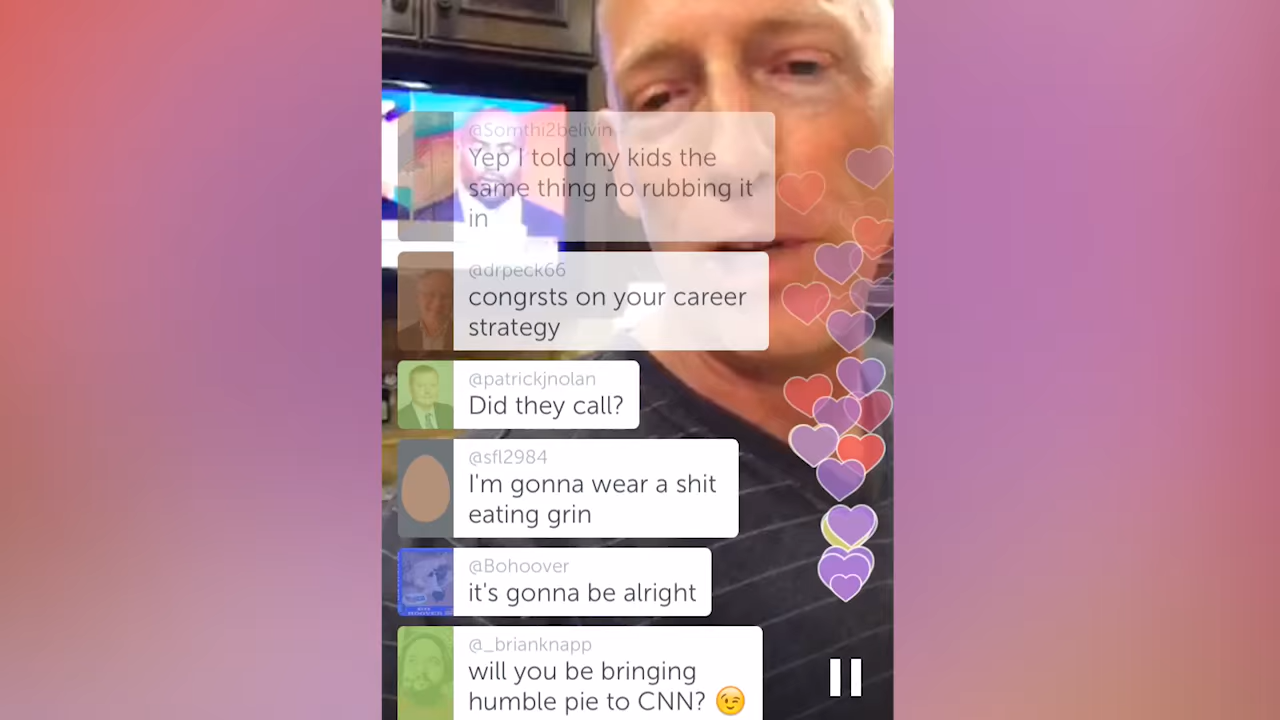 @Somthi2belivin
Yep I told my kids the
same thing no rubbing it
in
@drpeck66
congrsts on your career
strategy
@patrickjnolan
Did they call?
@sfl2984
I'm gonna wear a shit
eating grin
@Bohoover
it's gonna be alright
@_brianknapp
will you be bringing
humble pie to CNN? 😉